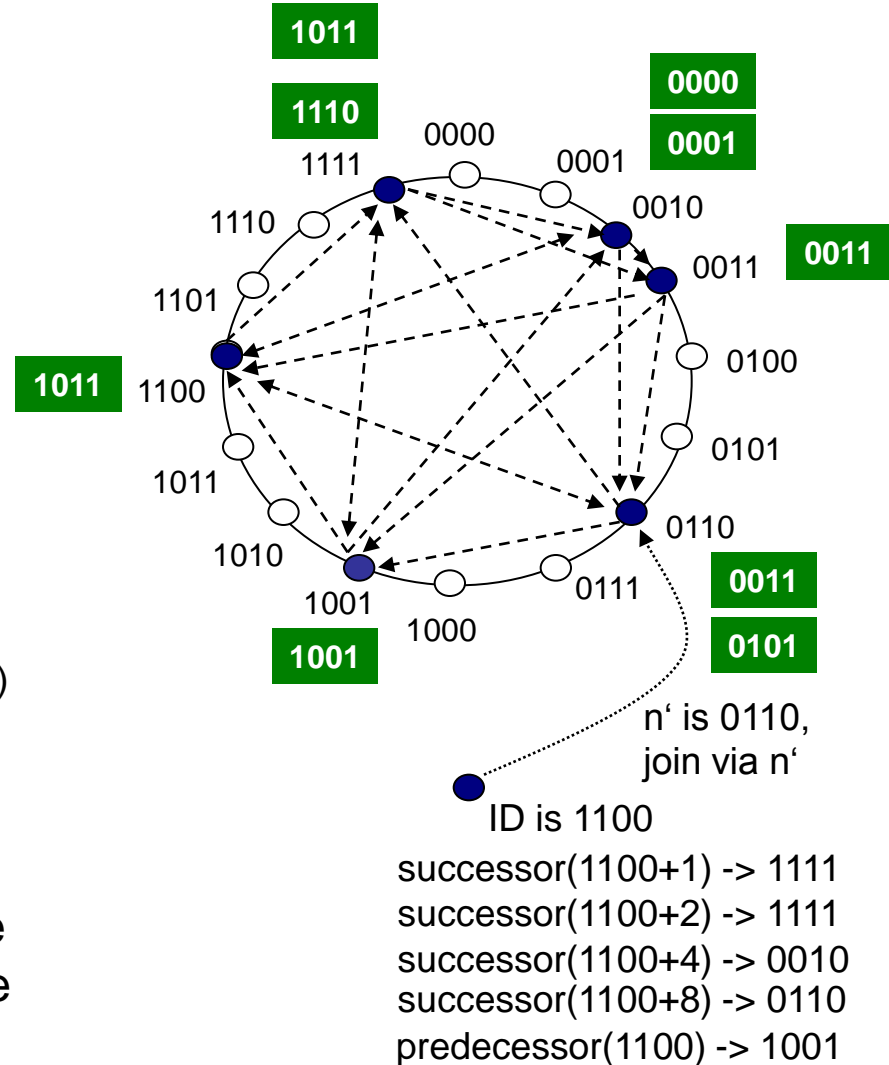 1011
1110
0000
0001
0000
1111
0001
0010
0011
0011
1110
1101
1011
1100
0100
0101
1011
1010
0110
0111
1001
1000
1001
0011
0101
)
n‘ is 0110,
join via n‘
ID is 1100
successor(1100+1) -> 1111
successor(1100+2) -> 1111
e
successor(1100+4) -> 0010
e
successor(1100+8) -> 0110
predecessor(1100) -> 1001